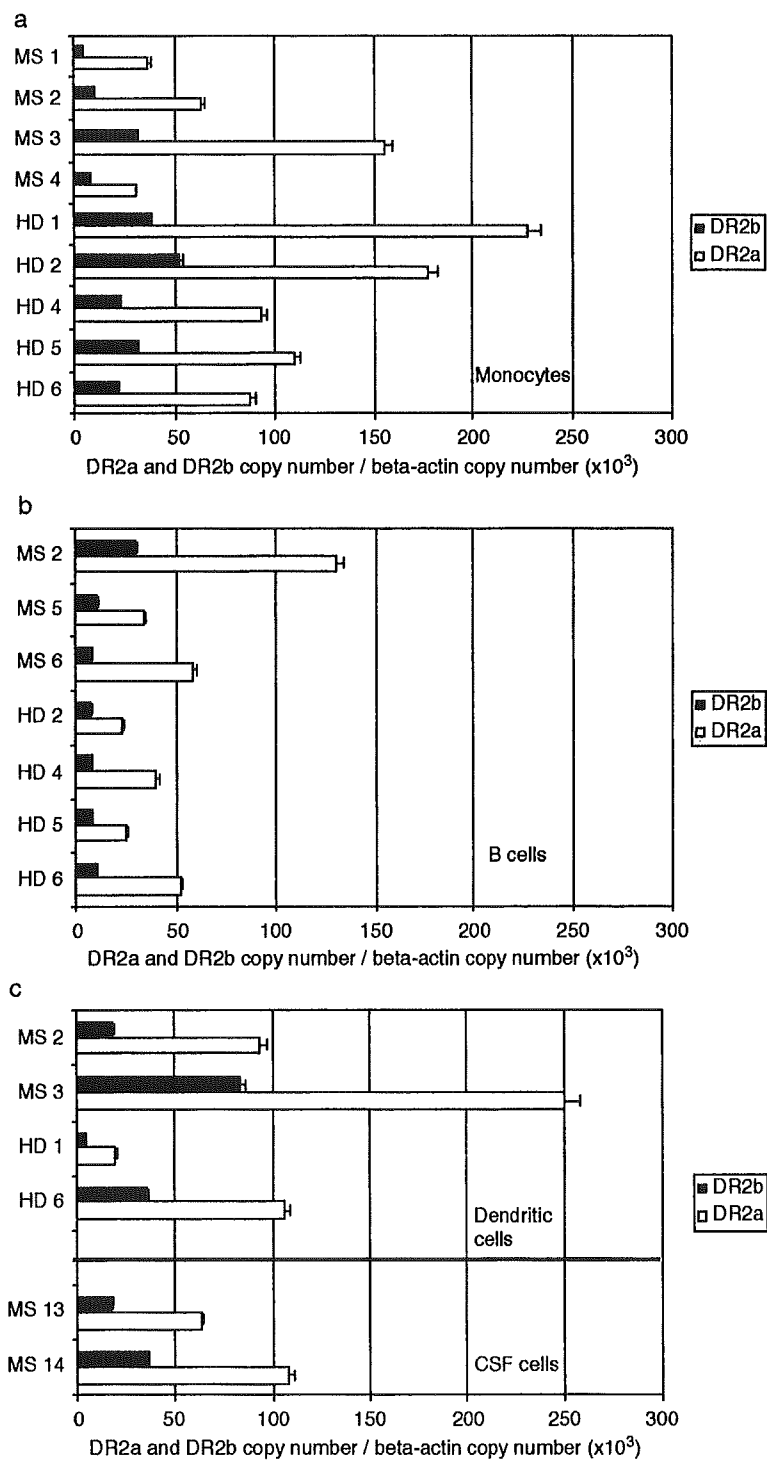 a
MS 1
MS 2
MS 3
MS 4
HD 1
HD 2
HD 4
HD 5
HD 6
Monocytes
DR2b
DR2a
0 50 100 150 200 250 300
DR2a and DR2b copy number / beta-actin copy number (x10³)
b
MS 2
MS 5
MS 6
HD 2
HD 4
HD 5
HD 6
B cells
DR2b
DR2a
0 50 100 150 200 250 300
DR2a and DR2b copy number / beta-actin copy number (x10³)
c
MS 2
MS 3
HD 1
HD 6
Dendritic
cells
DR2b
DR2a
MS 13
MS 14
CSF cells
0 50 100 150 200 250 300
DR2a and DR2b copy number / beta-actin copy number (x10³)